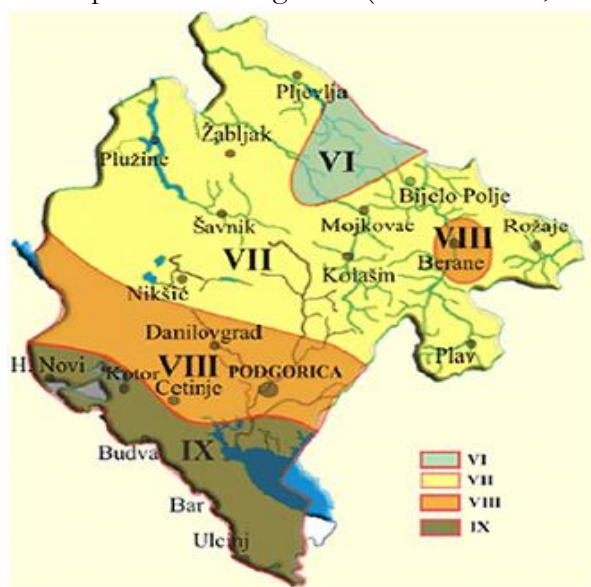 Pljevlja
Žabljak
VI
Plužine
Bijelo Polje
Šavnik
Mojkovac
VIII
Rožaje
VII
Berane
Kolašin
Nikšić
Danilovgrad
Plav
H. Novi
VIII
PODGORICA
Kotor
Cetinje
IX
Budva
Bar
Ulcinj
VI
VII
VIII
IX